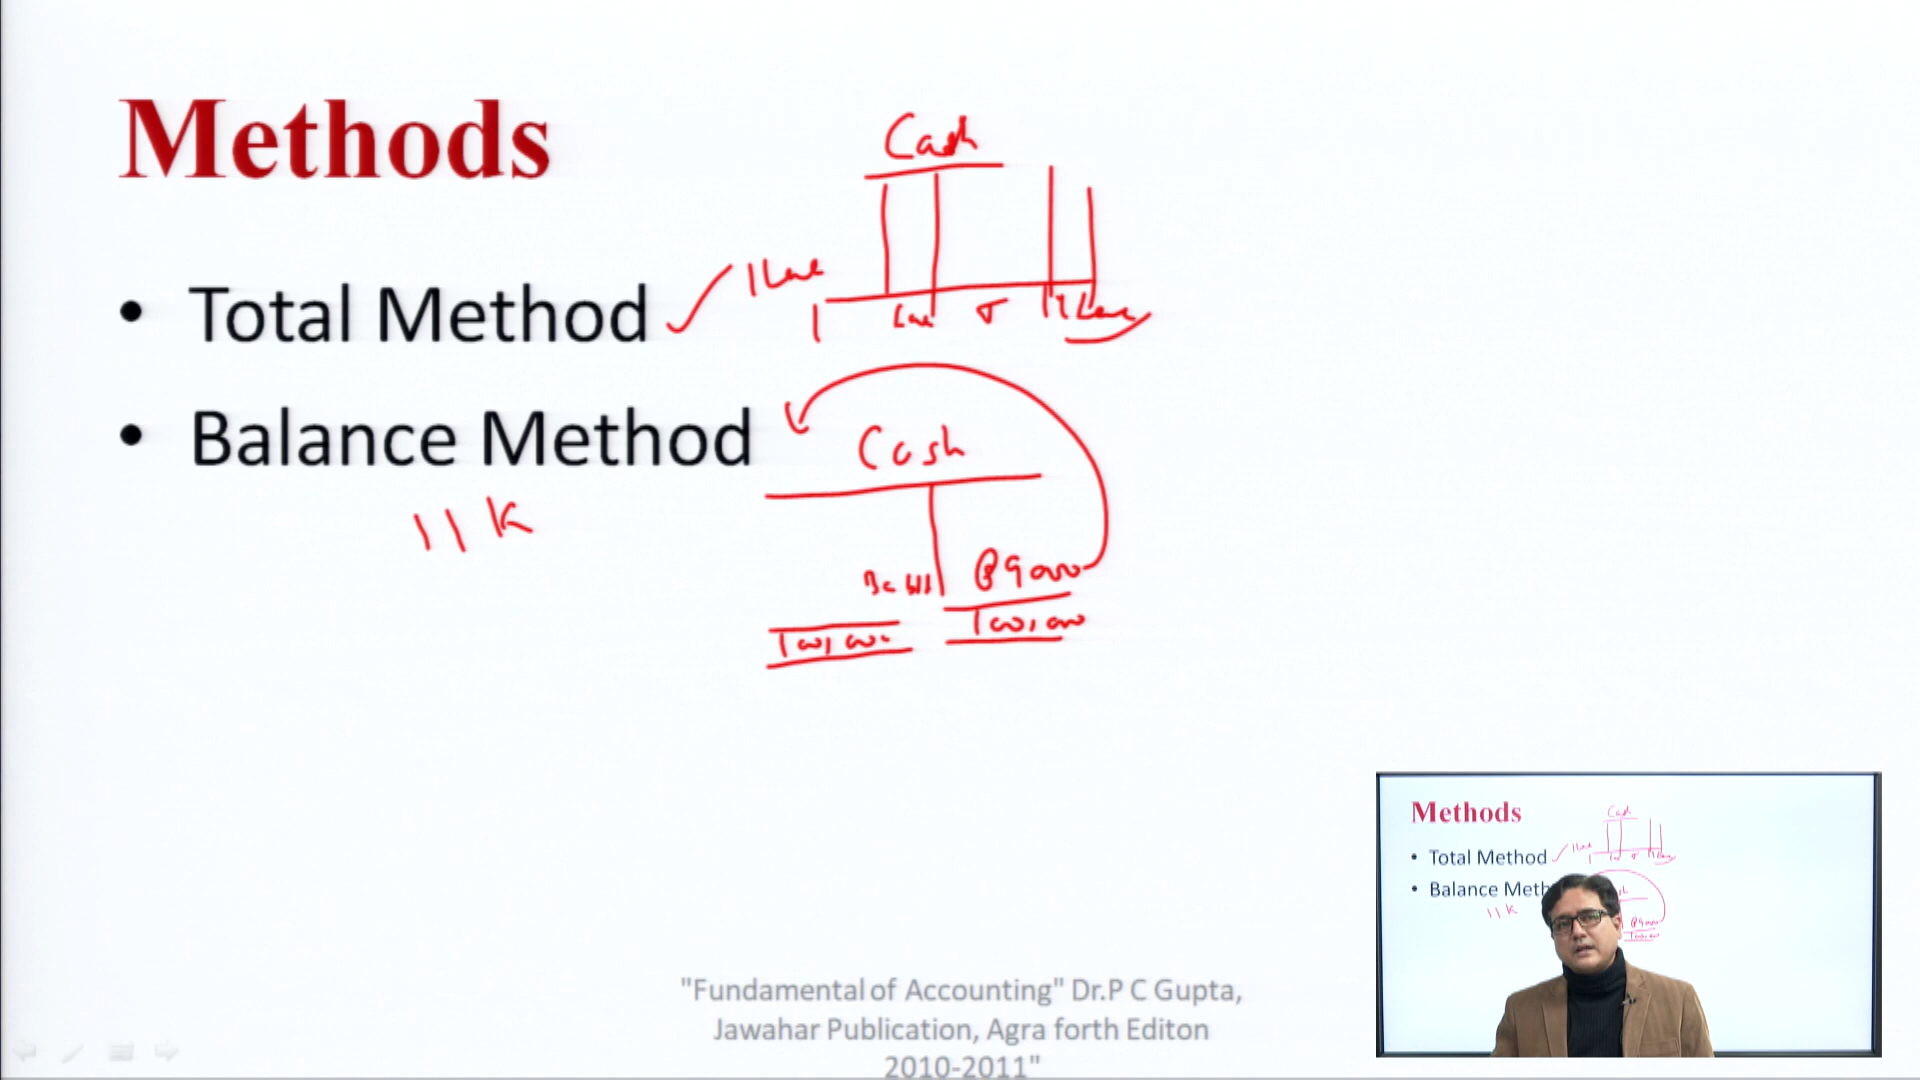 Methods
Cash
• Total Method
• Balance Method
Cash
11 K
"Fundamental of Accounting" Dr.P C Gupta,
Jawahar Publication, Agra forth Editon
2010-2011"
Methods
• Total Method
• Balance Meth
11 K